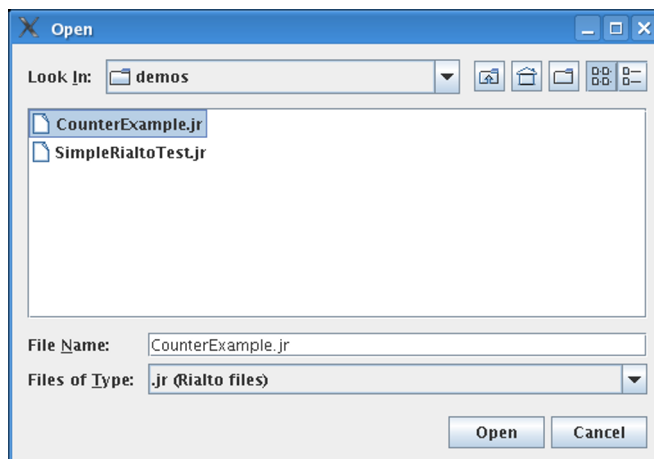 Open
Look In: demos
CounterExample.jr
SimpleRialtoTest.jr
File Name: CounterExample.jr
Files of Type: .jr (Rialto files)
Open Cancel